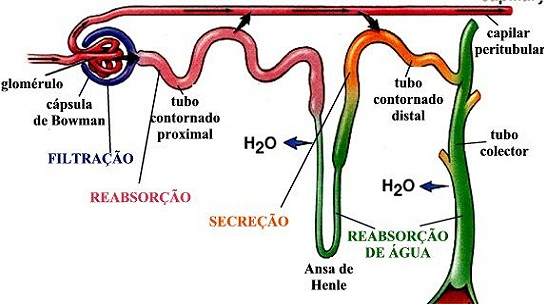 capilar
peritubular
glomérulo
cápsula
de Bowman
tubo
contornado
proximal
tubo
contornado
distal
FILTRAÇÃO
H2O
tubo
colector
REABSORÇÃO
H2O
SECREÇÃO
REABSORÇÃO
DE ÁGUA
Ansa de
Henle